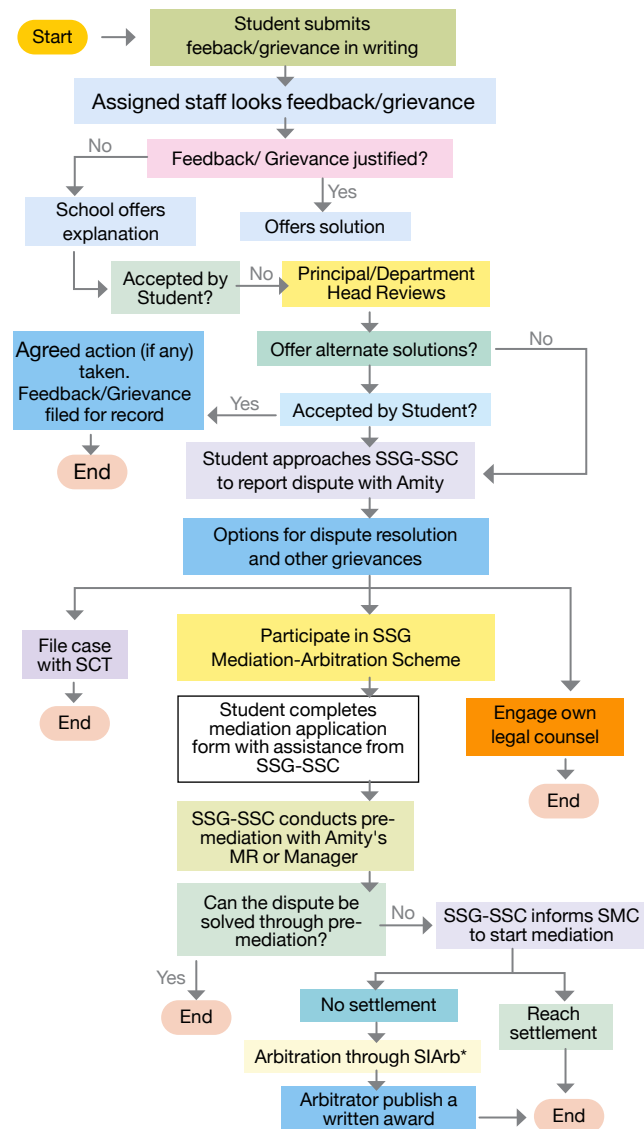 Start
Student submits
feeback/grievance in writing
Assigned staff looks feedback/grievance
No
Feedback/ Grievance justified?
Yes
School offers
explanation
Offers solution
Accepted by
Student?
No
Principal/Department
Head Reviews
Agreed action (if any)
taken.
Feedback/Grievance
filed for record
Offer alternate solutions?
No
Yes
Accepted by Student?
End
Student approaches SSG-SSC
to report dispute with Amity
Options for dispute resolution
and other grievances
File case
with SCT
Participate in SSG
Mediation-Arbitration Scheme
End
Student completes
mediation application
form with assistance from
SSG-SSC
Engage own
legal counsel
End
SSG-SSC conducts pre-
mediation with Amity's
MR or Manager
Can the dispute be
solved through pre-
mediation?
No
SSG-SSC informs SMC
to start mediation
Yes
End
No settlement
Reach
settlement
Arbitration through SIArb*
Arbitrator publish a
written award
End